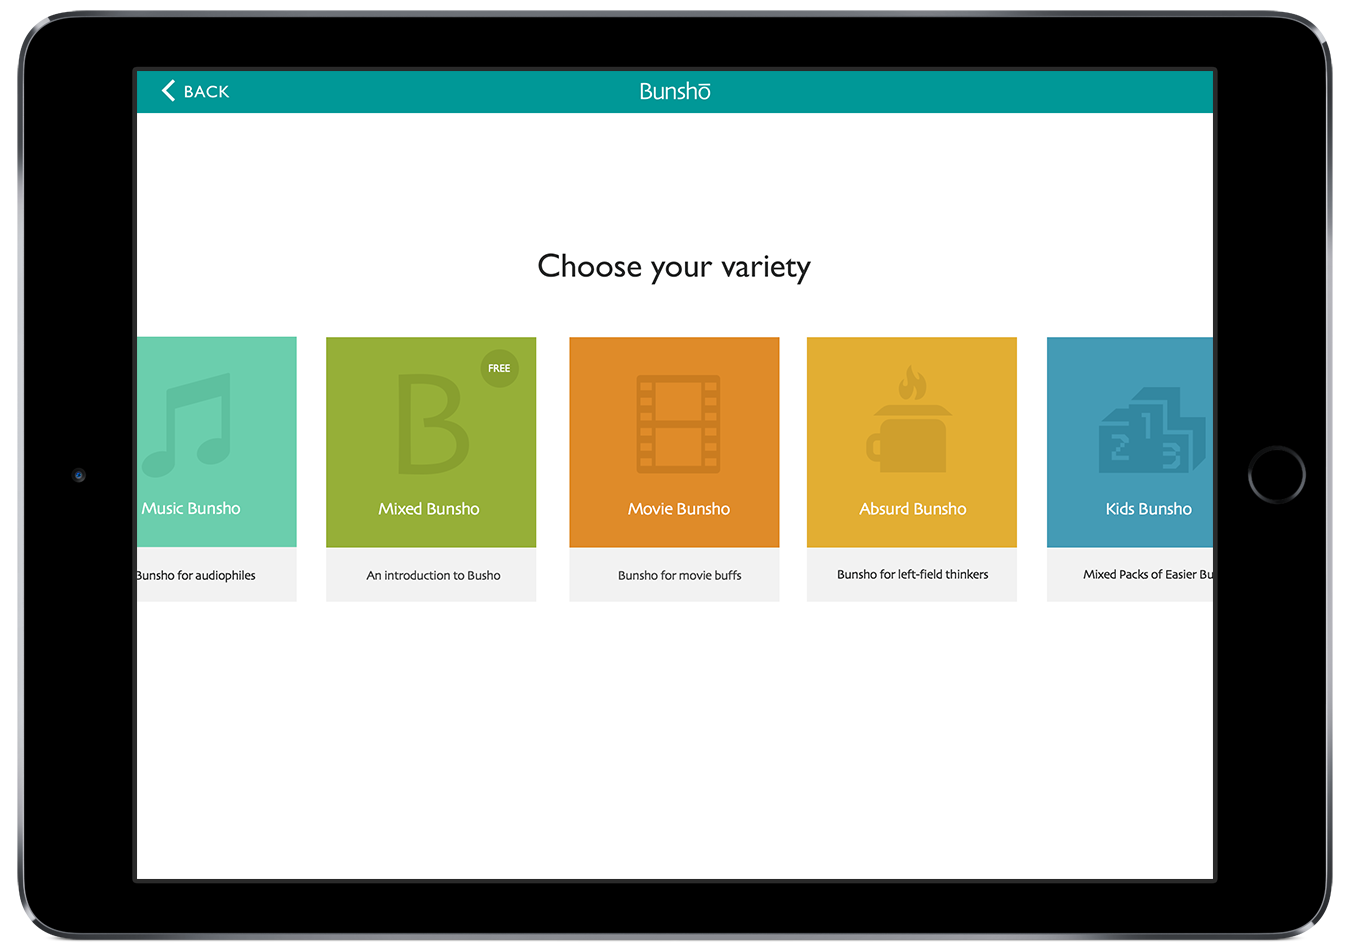 BACK
Bunshō
Choose your variety
FREE
B
1
2
3
Music Bunsho
Mixed Bunsho
Movie Bunsho
Absurd Bunsho
Kids Bunsho
Bunsho for audiophiles
An introduction to Busho
Bunsho for movie buffs
Bunsho for left-field thinkers
Mixed Packs of Easier Bu